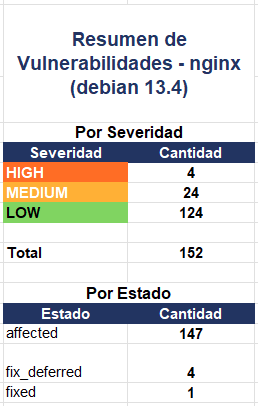 Resumen de
Vulnerabilidades - nginx
(debian 13.4)
Por Severidad
Severidad Cantidad
HIGH 4
MEDIUM 24
LOW 124
Total 152
Por Estado
Estado Cantidad
affected 147
fix_deferred 4
fixed 1